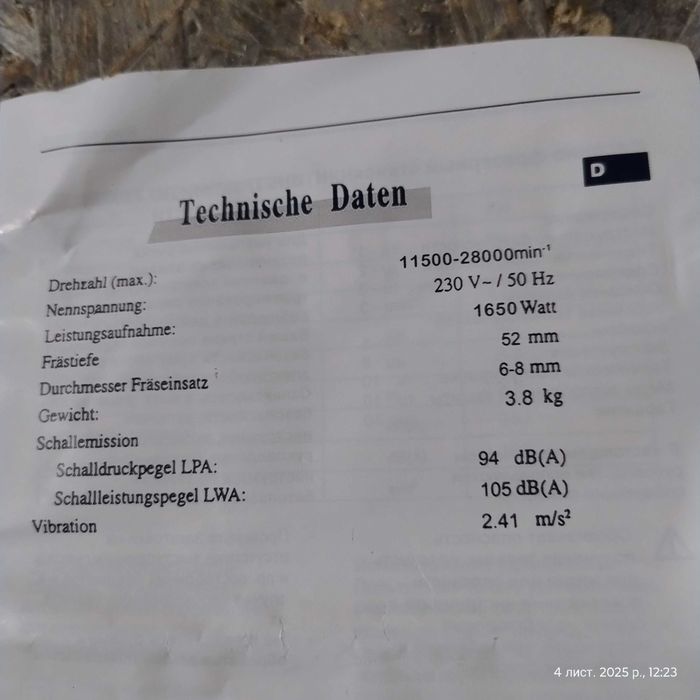 D
Technische Daten
Drehzahl (max.): 11500-28000min⁻¹
Nennspannung: 230 V~ / 50 Hz
Leistungsaufnahme: 1650 Watt
Frästiefe 52 mm
Durchmesser Fräseinsatz 6-8 mm
Gewicht: 3.8 kg
Schallemission
Schalldruckpegel LPA: 94 dB(A)
Schallleistungspegel LWA: 105 dB(A)
Vibration 2.41 m/s²
4 лист. 2025 р., 12:23